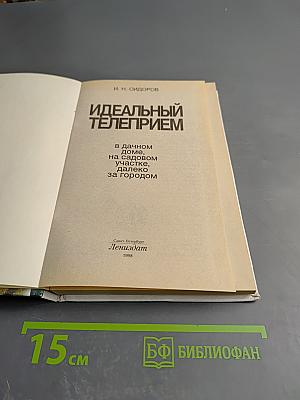 И. Н. СИДОРОВ
ИДЕАЛЬНЫЙ
ТЕЛЕПРИЕМ
в дачном
доме,
на садовом
участке,
далеко
за городом
Санкт-Петербург
Лениздат
1998
15 см
БФ БИБЛИОФАН